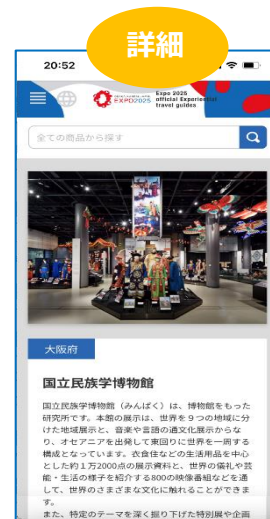 詳細
20:52
EXPO2025
Expo 2025
official Experiential
travel guides
全ての商品から探す
大阪府
国立民族学博物館
国立民族学博物館（みんぱく）は、博物館をもった
研究所です。本館の展示は、世界を９つの地域に分
けた地域展示と、音楽や言語の通文化展示からな
り、オセアニアを出発して東回りに世界を一周する
構成となっています。衣食住などの生活用品を中心
とした約１万2000点の展示資料と、世界の儀礼や芸
能・生活の様子を紹介する800の映像番組などを通
して、世界のさまざまな文化に触れることができま
す。
また、特定のテーマを深く掘り下げた特別展や企画